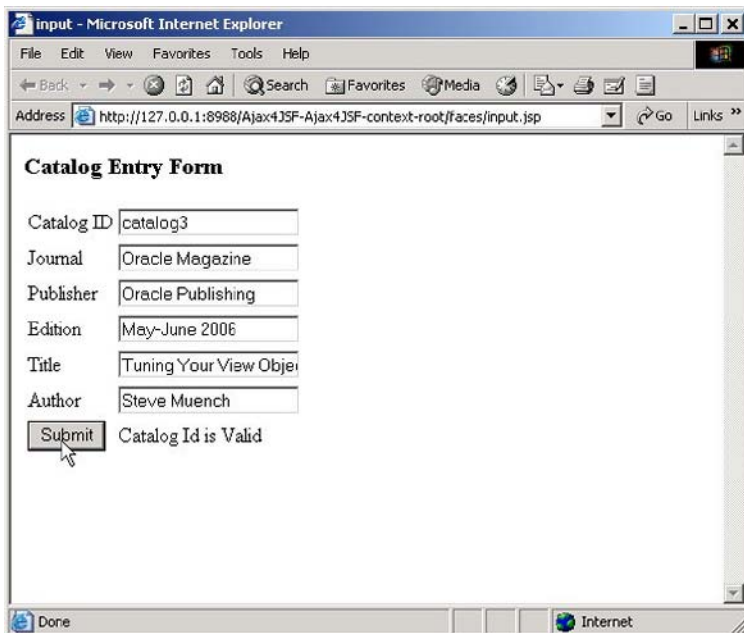 input - Microsoft Internet Explorer
File Edit View Favorites Tools Help
Back Search Favorites Media
Address http://127.0.0.1:8988/Ajax4JSF-Ajax4JSF-context-root/faces/input.jsp Go Links »
Catalog Entry Form
Catalog ID catalog3
Journal Oracle Magazine
Publisher Oracle Publishing
Edition May-June 2006
Title Tuning Your View Objec
Author Steve Muench
Submit Catalog Id is Valid
Done Internet